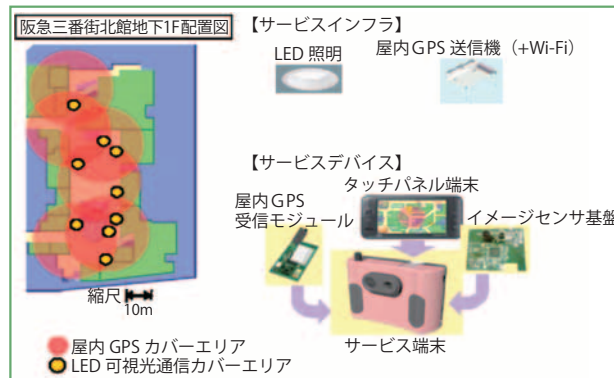 阪急三番街北館地下1F配置図
【サービスインフラ】
LED 照明
屋内GPS 送信機（+Wi-Fi）
【サービスデバイス】
タッチパネル端末
屋内GPS
受信モジュール
イメージセンサ基盤
サービス端末
縮尺
10m
屋内 GPS カバーエリア
LED 可視光通信カバーエリア